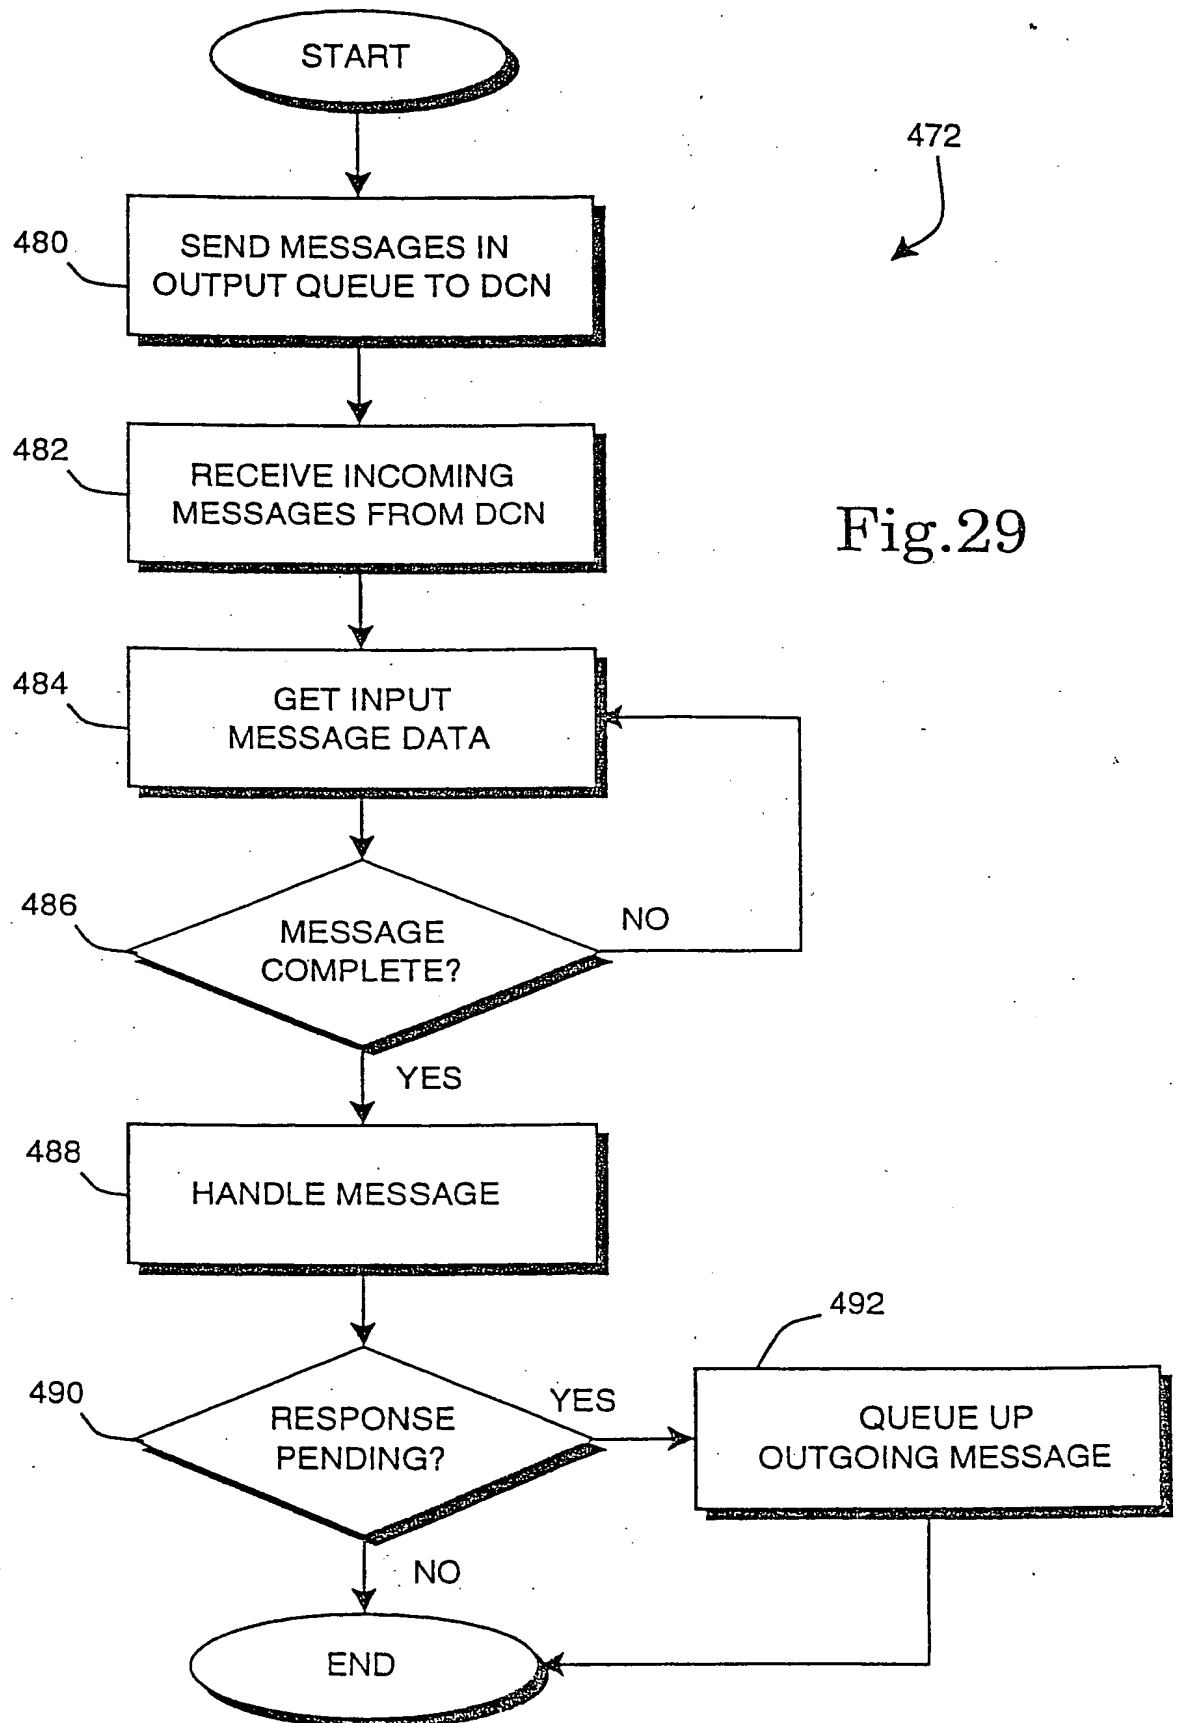 START
472
480
SEND MESSAGES IN
OUTPUT QUEUE TO DCN
482
RECEIVE INCOMING
MESSAGES FROM DCN
Fig.29
484
GET INPUT
MESSAGE DATA
486
MESSAGE
COMPLETE?
NO
YES
488
HANDLE MESSAGE
490
RESPONSE
PENDING?
YES
492
QUEUE UP
OUTGOING MESSAGE
NO
END